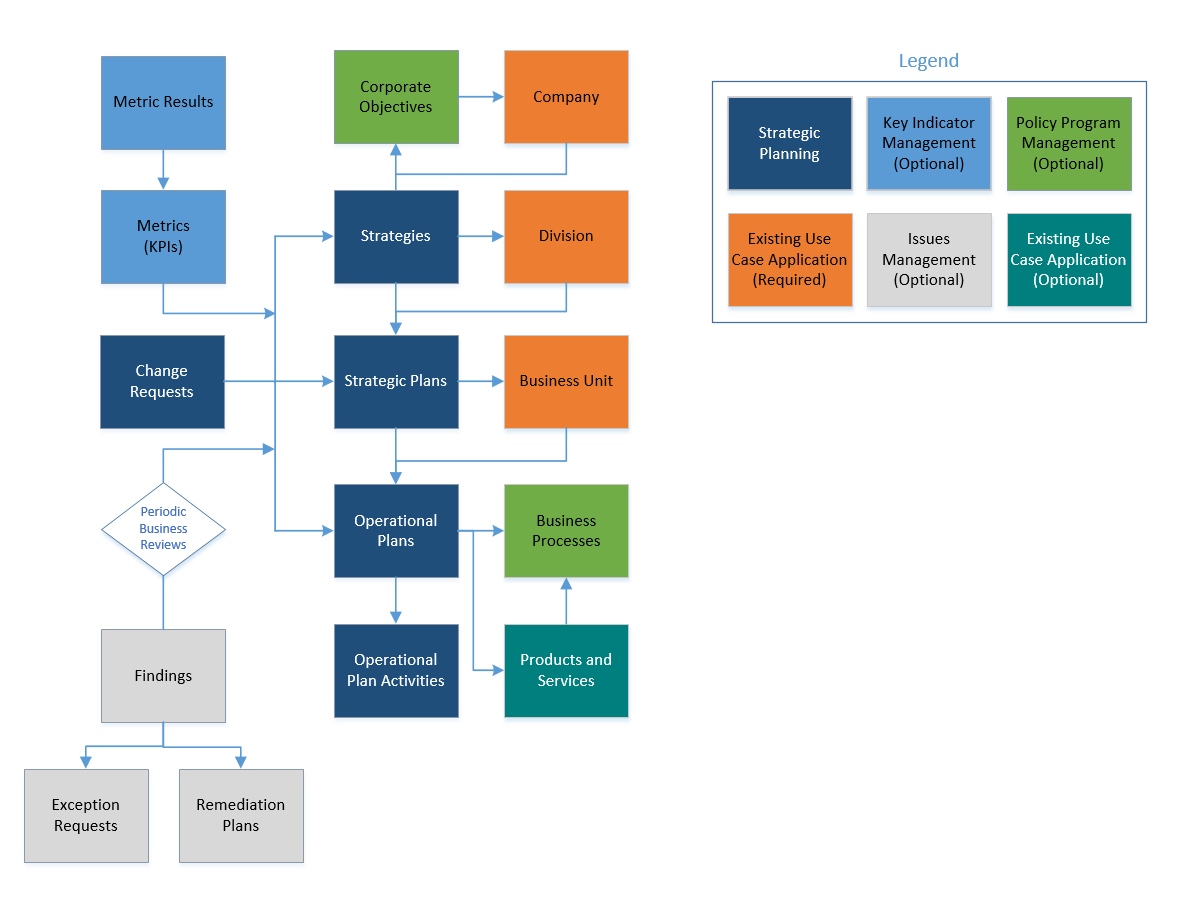 Legend
Metric Results
Corporate
Objectives
Company
Strategic
Planning
Key Indicator
Management
(Optional)
Policy Program
Management
(Optional)
Metrics
(KPIs)
Strategies
Division
Existing Use
Case Application
(Required)
Issues
Management
(Optional)
Existing Use
Case Application
(Optional)
Change
Requests
Strategic Plans
Business Unit
Periodic
Business
Reviews
Operational
Plans
Business
Processes
Findings
Operational
Plan Activities
Products and
Services
Exception
Requests
Remediation
Plans